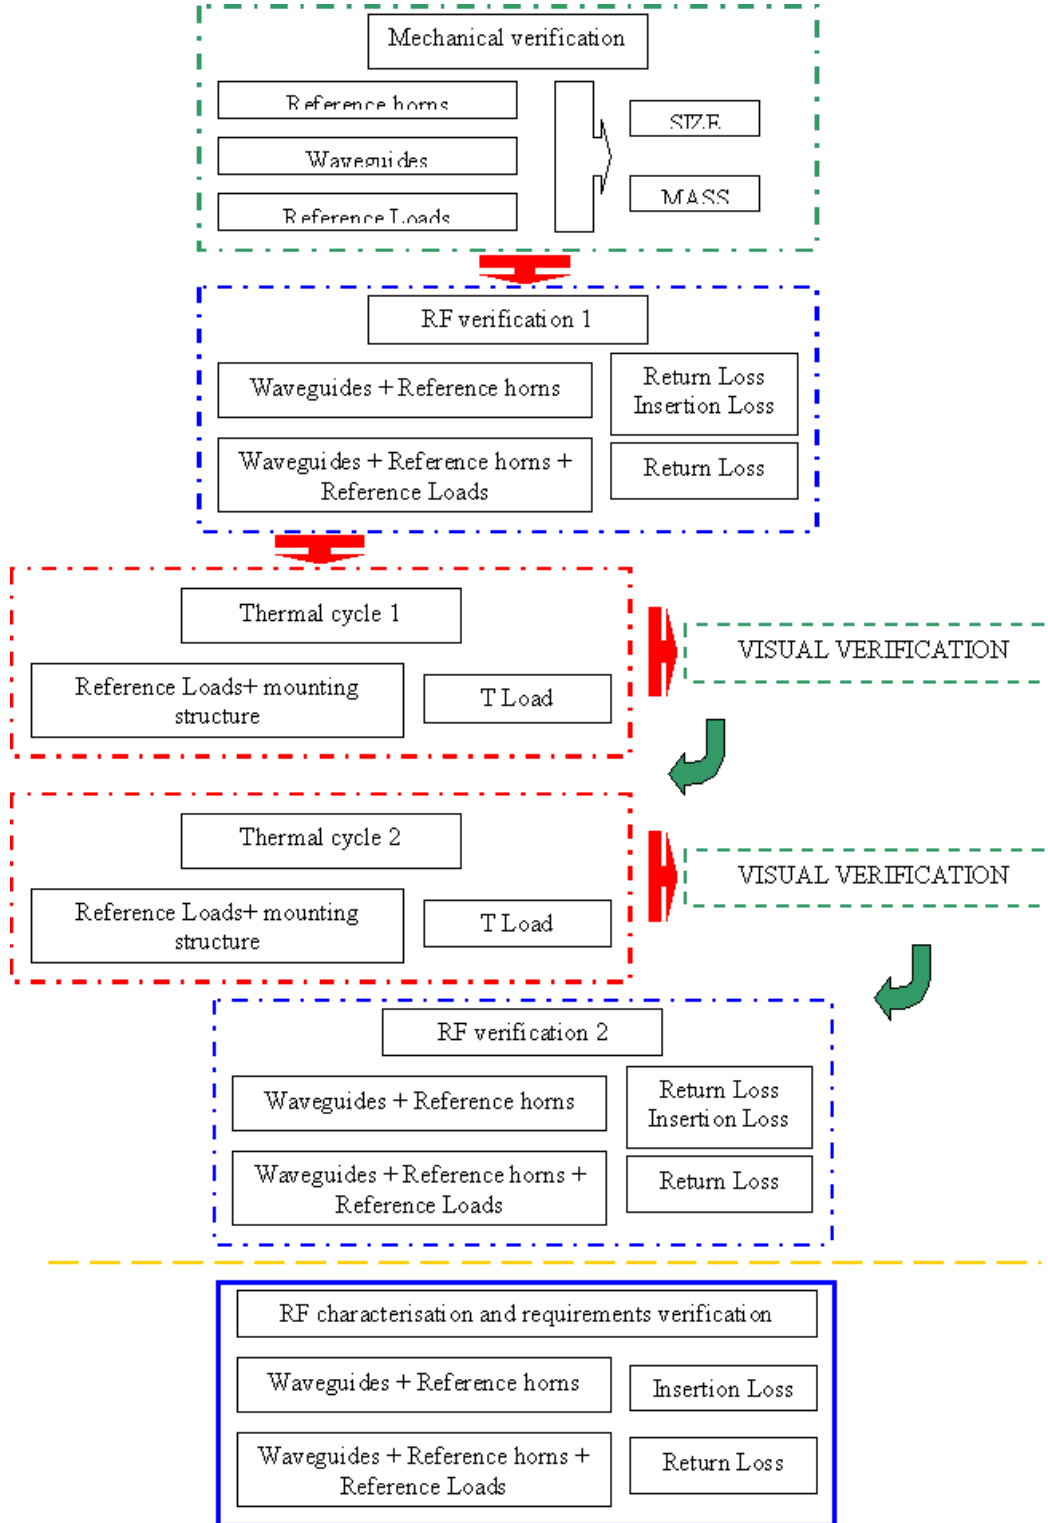 Mechanical verification
Reference horns
SIZE
Waveguides
MASS
Reference Loads
RF verification 1
Waveguides + Reference horns
Return Loss
Insertion Loss
Waveguides + Reference horns +
Reference Loads
Return Loss
Thermal cycle 1
VISUAL VERIFICATION
Reference Loads+ mounting
structure
T Load
Thermal cycle 2
VISUAL VERIFICATION
Reference Loads+ mounting
structure
T Load
RF verification 2
Waveguides + Reference horns
Return Loss
Insertion Loss
Waveguides + Reference horns +
Reference Loads
Return Loss
RF characterisation and requirements verification
Waveguides + Reference horns
Insertion Loss
Waveguides + Reference horns +
Reference Loads
Return Loss